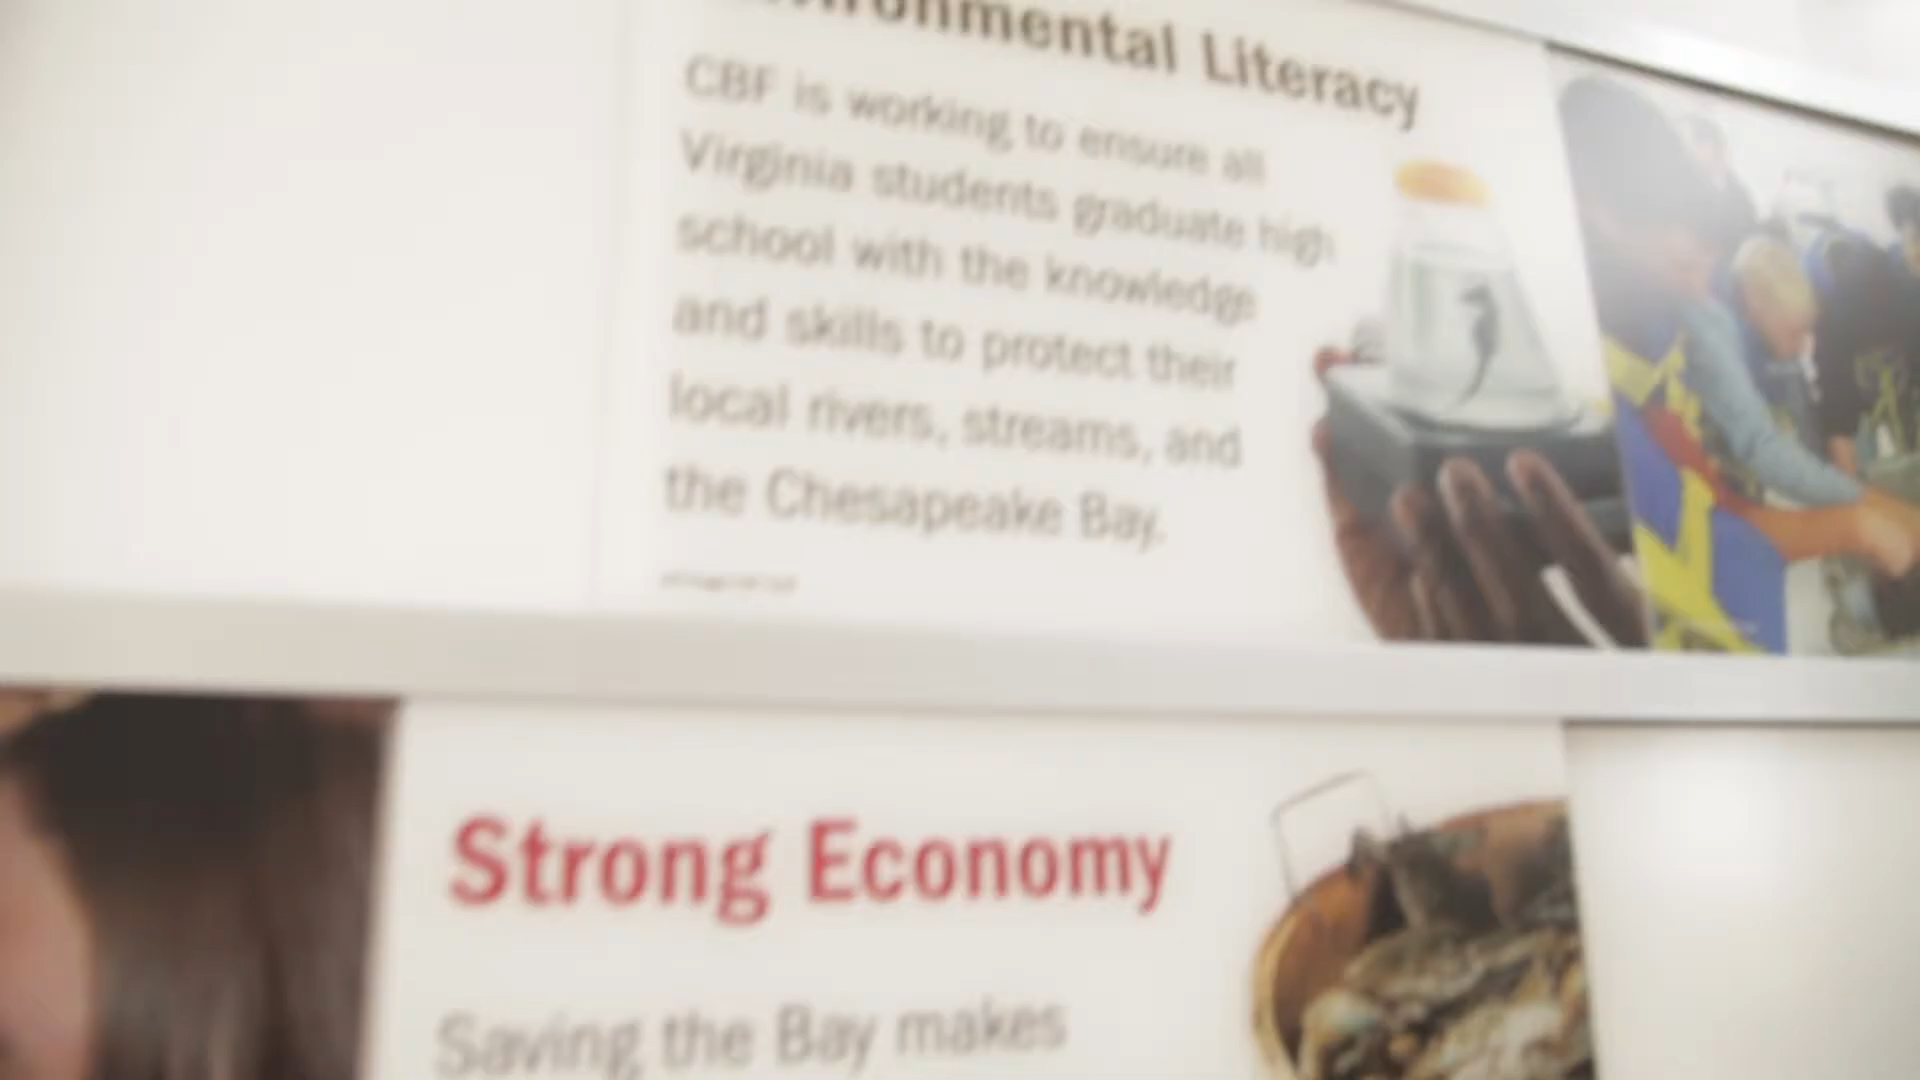 nvironmental Literacy
CBF is working to ensure all
Virginia students graduate high
school with the knowledge
and skills to protect their
local rivers, streams, and
the Chesapeake Bay.
Strong Economy
Saving the Bay makes